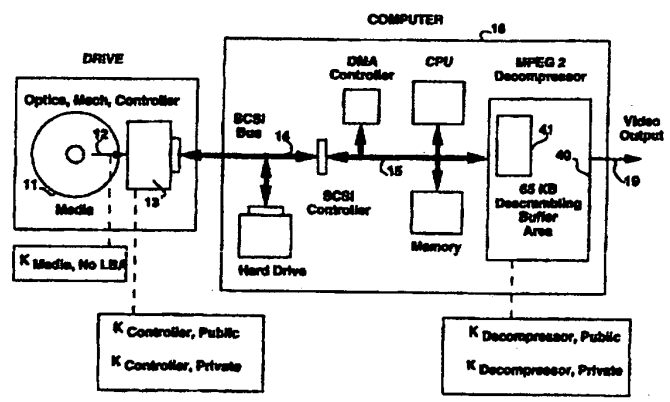 COMPUTER
16
DRIVE
DMA
Controller
CPU
MPEG 2
Decompressor
Optics, Mech, Controller
SCSI
Bus
Video
Output
12
14
41
11
13
15
40
19
Media
SCSI
Controller
65 KB
Descrambling
Buffer
Area
Memory
Hard Drive
K Media, No LBA
K Controller, Public
K Controller, Private
K Decompressor, Public
K Decompressor, Private